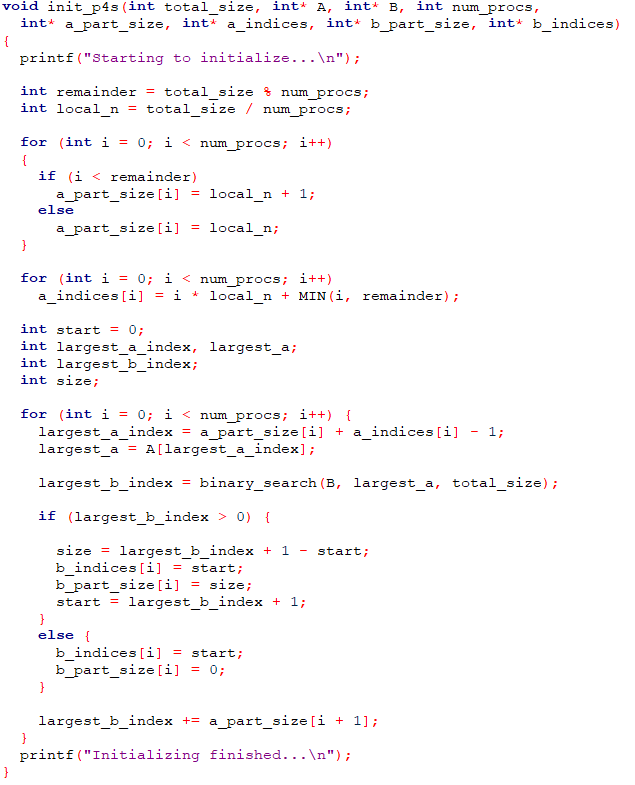 void init_p4s(int total_size, int* A, int* B, int num_procs,
  int* a_part_size, int* a_indices, int* b_part_size, int* b_indices)
{
  printf("Starting to initialize...\n");

  int remainder = total_size % num_procs;
  int local_n = total_size / num_procs;

  for (int i = 0; i < num_procs; i++)
  {
    if (i < remainder)
      a_part_size[i] = local_n + 1;
    else
      a_part_size[i] = local_n;
  }

  for (int i = 0; i < num_procs; i++)
    a_indices[i] = i * local_n + MIN(i, remainder);

  int start = 0;
  int largest_a_index, largest_a;
  int largest_b_index;
  int size;

  for (int i = 0; i < num_procs; i++) {
    largest_a_index = a_part_size[i] + a_indices[i] - 1;
    largest_a = A[largest_a_index];

    largest_b_index = binary_search(B, largest_a, total_size);

    if (largest_b_index > 0) {

      size = largest_b_index + 1 - start;
      b_indices[i] = start;
      b_part_size[i] = size;
      start = largest_b_index + 1;
    }
    else {
      b_indices[i] = start;
      b_part_size[i] = 0;
    }

    largest_b_index += a_part_size[i + 1];
  }
  printf("Initializing finished...\n");
}